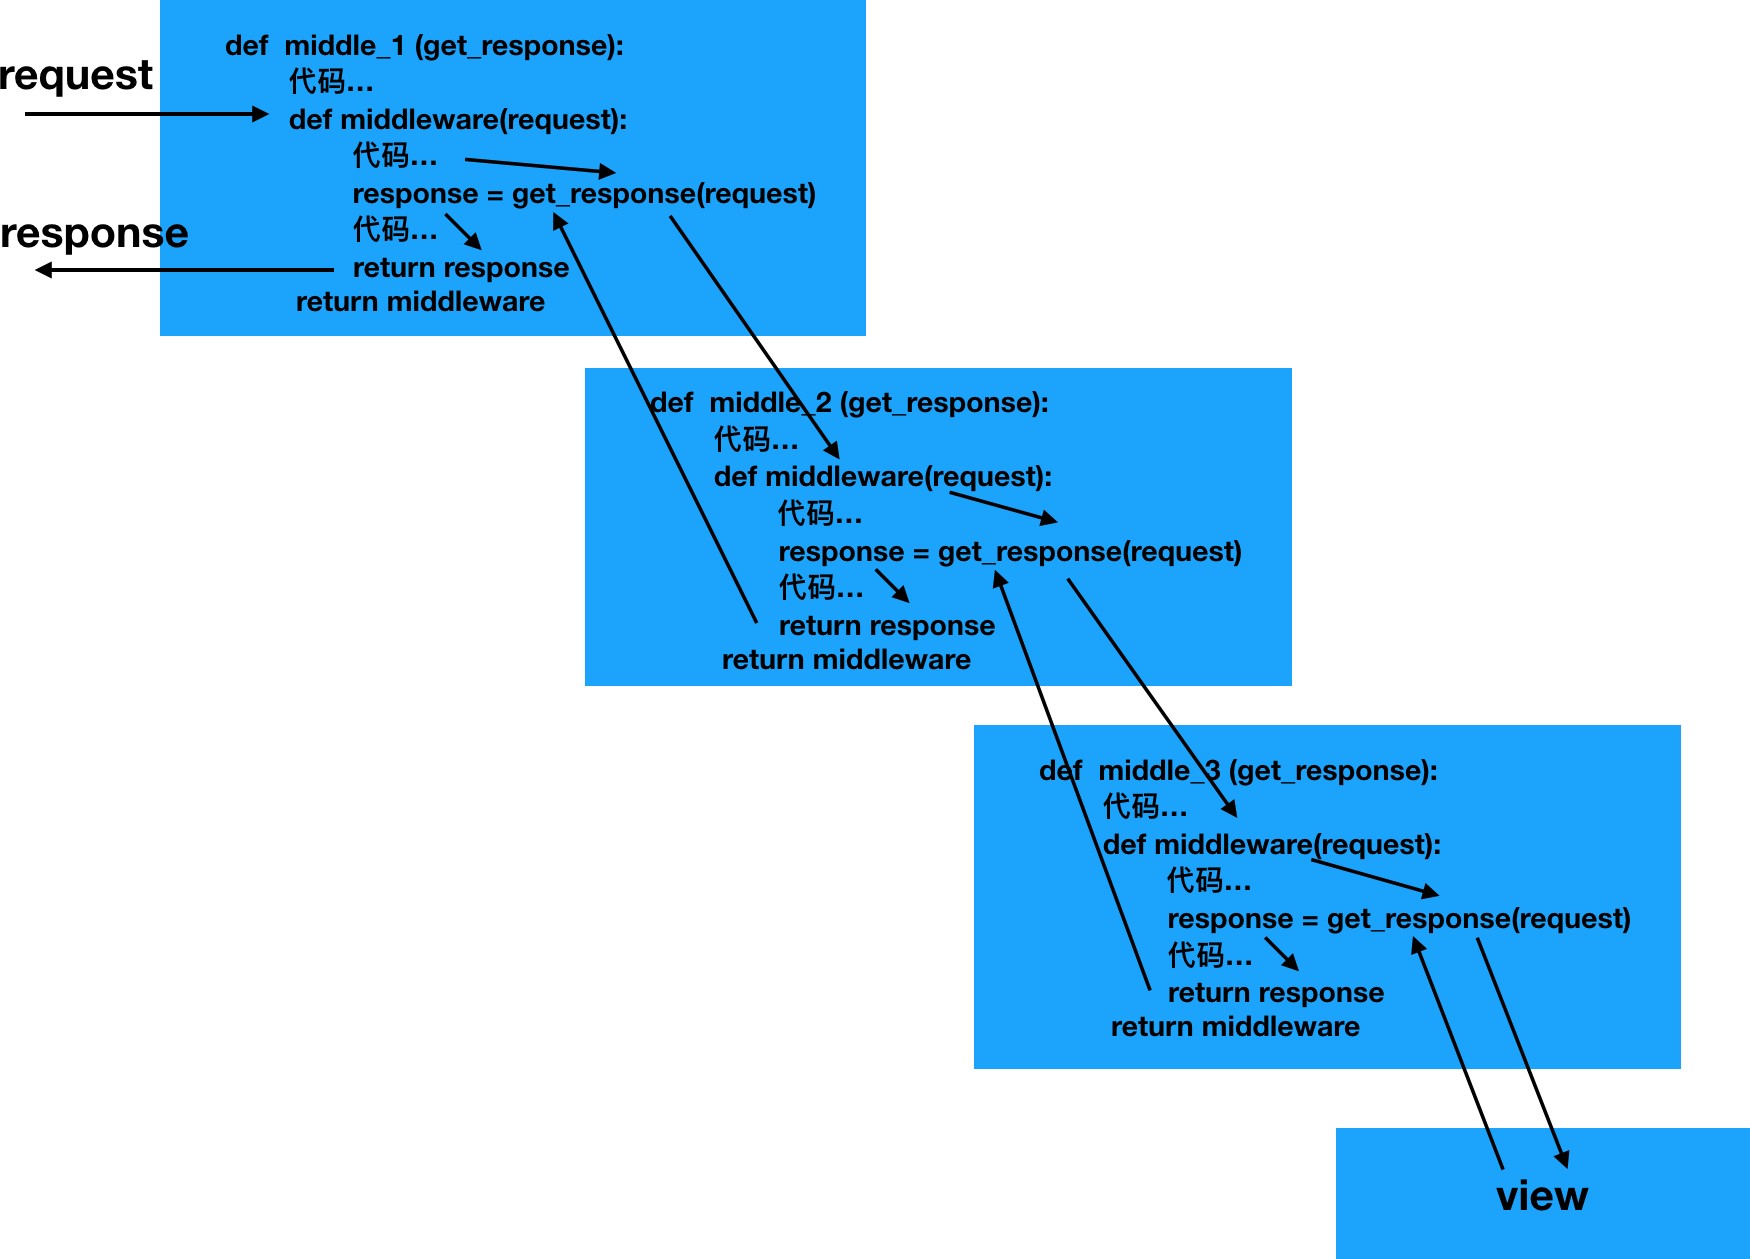 request
response
def  middle_1 (get_response):
代码...
def middleware(request):
代码...
response = get_response(request)
代码...
return response
return middleware
def  middle_2 (get_response):
代码...
def middleware(request):
代码...
response = get_response(request)
代码...
return response
return middleware
def  middle_3 (get_response):
代码...
def middleware(request):
代码...
response = get_response(request)
代码...
return response
return middleware
view